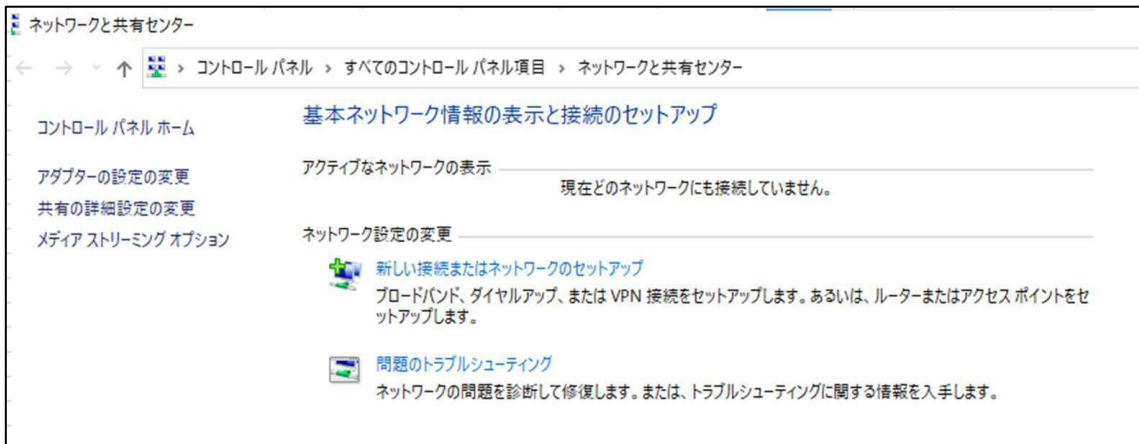 ネットワークと共有センター
コントロール パネル > すべてのコントロール パネル項目 > ネットワークと共有センター
コントロール パネル ホーム
アダプターの設定の変更
共有の詳細設定の変更
メディア ストリーミング オプション
基本ネットワーク情報の表示と接続のセットアップ
アクティブなネットワークの表示
現在どのネットワークにも接続していません。
ネットワーク設定の変更
新しい接続またはネットワークのセットアップ
ブロードバンド、ダイヤルアップ、または VPN 接続をセットアップします。あるいは、ルーターまたはアクセス ポイントをセ
ットアップします。
問題のトラブルシューティング
ネットワークの問題を診断して修復します。または、トラブルシューティングに関する情報を入手します。